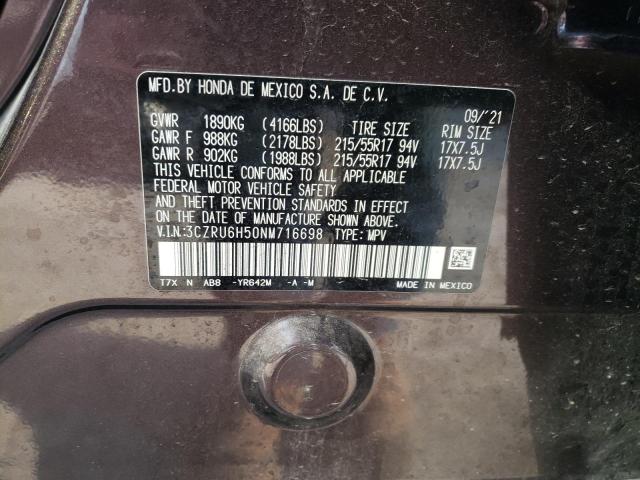 MFD.BY HONDA DE MEXICO S.A. DE C.V.
09/'21
GVWR 1890KG (4166LBS) TIRE SIZE RIM SIZE
GAWR F 988KG (2178LBS) 215/55R17 94V 17X7.5J
GAWR R 902KG (1988LBS) 215/55R17 94V 17X7.5J
THIS VEHICLE CONFORMS TO ALL APPLICABLE
FEDERAL MOTOR VEHICLE SAFETY
AND THEFT PREVENTION STANDARDS IN EFFECT ON
THE DATE OF MANUFACTURE SHOWN ABOVE.
V.I.N.:3CZRU6H50NM716698 TYPE: MPV
T7X N AB8 -YR642M -A -M MADE IN MEXICO